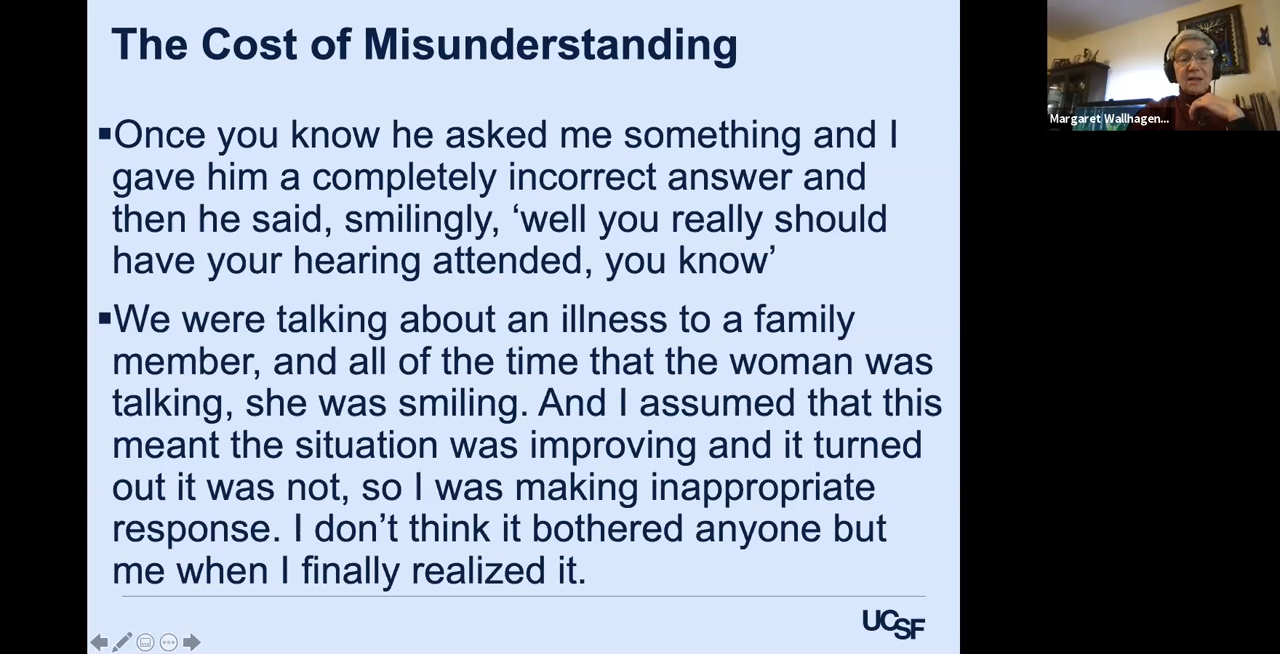 The Cost of Misunderstanding
▪Once you know he asked me something and I
gave him a completely incorrect answer and
then he said, smilingly, ‘well you really should
have your hearing attended, you know’
▪We were talking about an illness to a family
member, and all of the time that the woman was
talking, she was smiling. And I assumed that this
meant the situation was improving and it turned
out it was not, so I was making inappropriate
response. I don’t think it bothered anyone but
me when I finally realized it.
UCSF
Margaret Wallhagen...